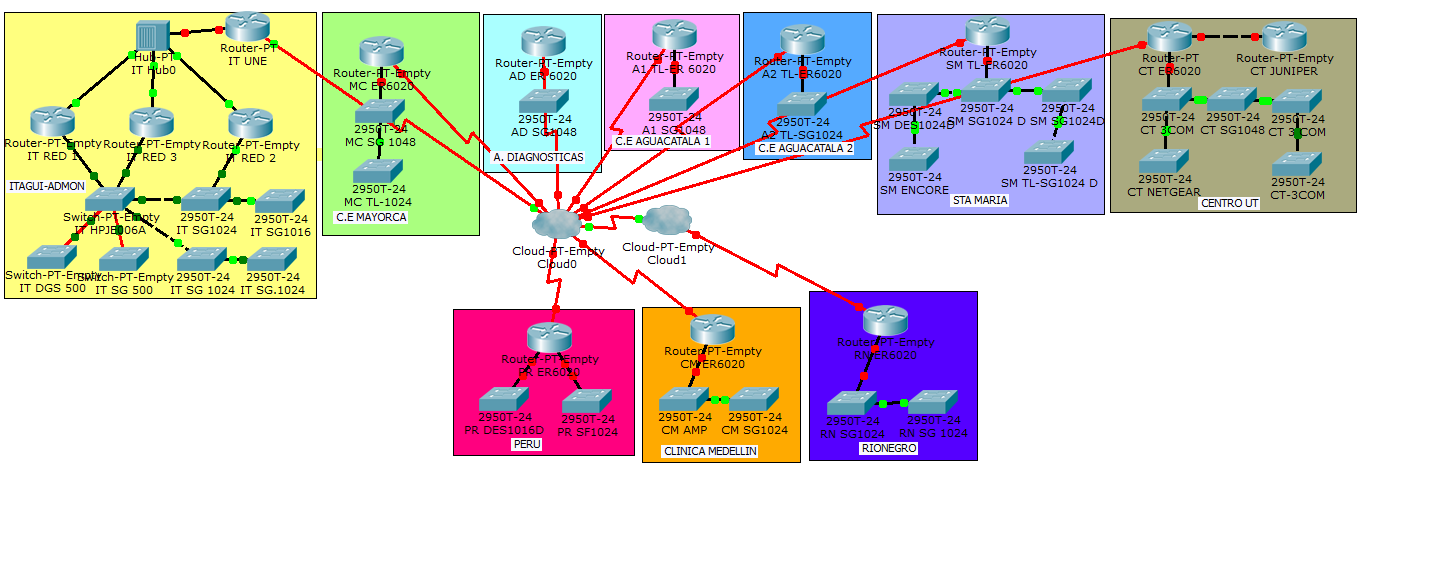 Hub-PT
IT Hub0
Router-PT
IT UNE
Router-PT-Empty
IT RED 1
Router-PT-Empty
IT RED 3
Router-PT-Empty
IT RED 2
ITAGUI-ADMON
Switch-PT-Empty
IT HPJE006A
2950T-24
IT SG1024
2950T-24
IT SG1016
Switch-PT-Empty
IT DGS 500
Switch-PT-Empty
IT SG 500
2950T-24
IT SG 1024
2950T-24
IT SG.1024
Router-PT-Empty
MC ER6020
2950T-24
MC SG 1048
2950T-24
MC TL-1024
C.E MAYORCA
Router-PT-Empty
AD ER 6020
2950T-24
AD SG1048
A. DIAGNOSTICAS
Router-PT-Empty
A1 TL-ER 6020
2950T-24
A1 SG1048
C.E AGUACATALA 1
Router-PT-Empty
A2 TL-ER6020
2950T-24
A2 TL-SG1024
C.E AGUACATALA 2
Router-PT-Empty
SM TL-ER6020
2950T-24
SM DES1024D
2950T-24
SM SG1024 D
2950T-24
SM SG1024D
2950T-24
SM ENCORE
2950T-24
SM TL-SG1024 D
STA MARIA
Router-PT
CT ER6020
Router-PT-Empty
CT JUNIPER
2950T-24
CT 3COM
2950T-24
CT SG1048
2950T-24
CT 3COM
2950T-24
CT NETGEAR
2950T-24
CT-3COM
CENTRO UT
Cloud-PT-Empty
Cloud0
Cloud-PT-Empty
Cloud1
Router-PT-Empty
PR ER6020
2950T-24
PR DES1016D
2950T-24
PR SF1024
PERU
Router-PT-Empty
CM ER6020
2950T-24
CM AMP
2950T-24
CM SG1024
CLINICA MEDELLIN
Router-PT-Empty
RN ER6020
2950T-24
RN SG1024
2950T-24
RN SG 1024
RIONEGRO